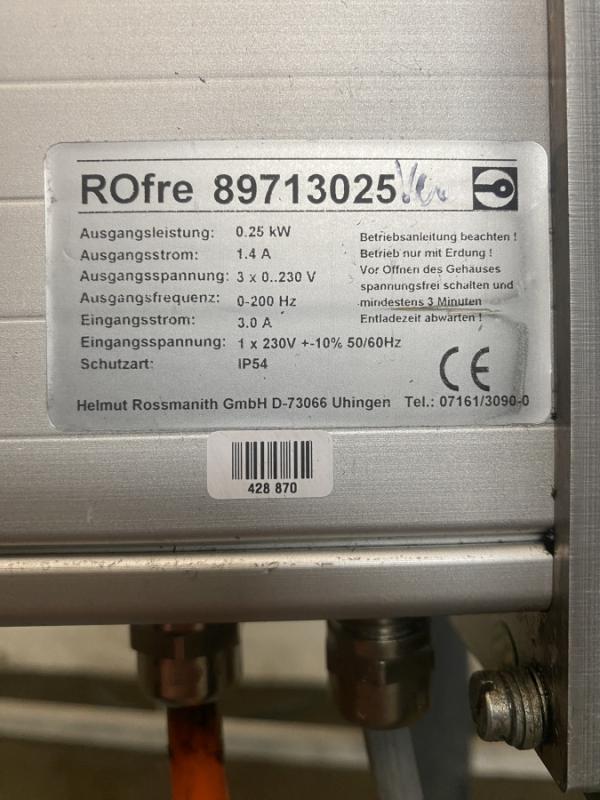 ROfre 89713025
Ausgangsleistung: 0.25 kW
Ausgangsstrom: 1.4 A
Ausgangsspannung: 3 x 0..230 V
Ausgangsfrequenz: 0-200 Hz
Eingangsstrom: 3.0 A
Eingangsspannung: 1 x 230V +-10% 50/60Hz
Schutzart: IP54
Betriebsanleitung beachten !
Betrieb nur mit Erdung !
Vor Öffnen des Gehäuses
spannungsfrei schalten und
mindestens 3 Minuten
Entladezeit abwarten !
CE
Helmut Rossmanith GmbH D-73066 Uhingen Tel.: 07161/3090-0
428 870